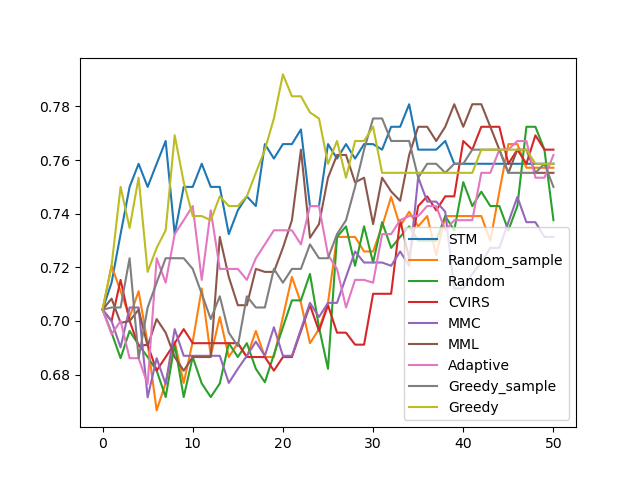 0.78
0.76
0.74
0.72
0.70
0.68
0
10
20
30
40
50
STM
Random_sample
Random
CVIRS
MMC
MML
Adaptive
Greedy_sample
Greedy